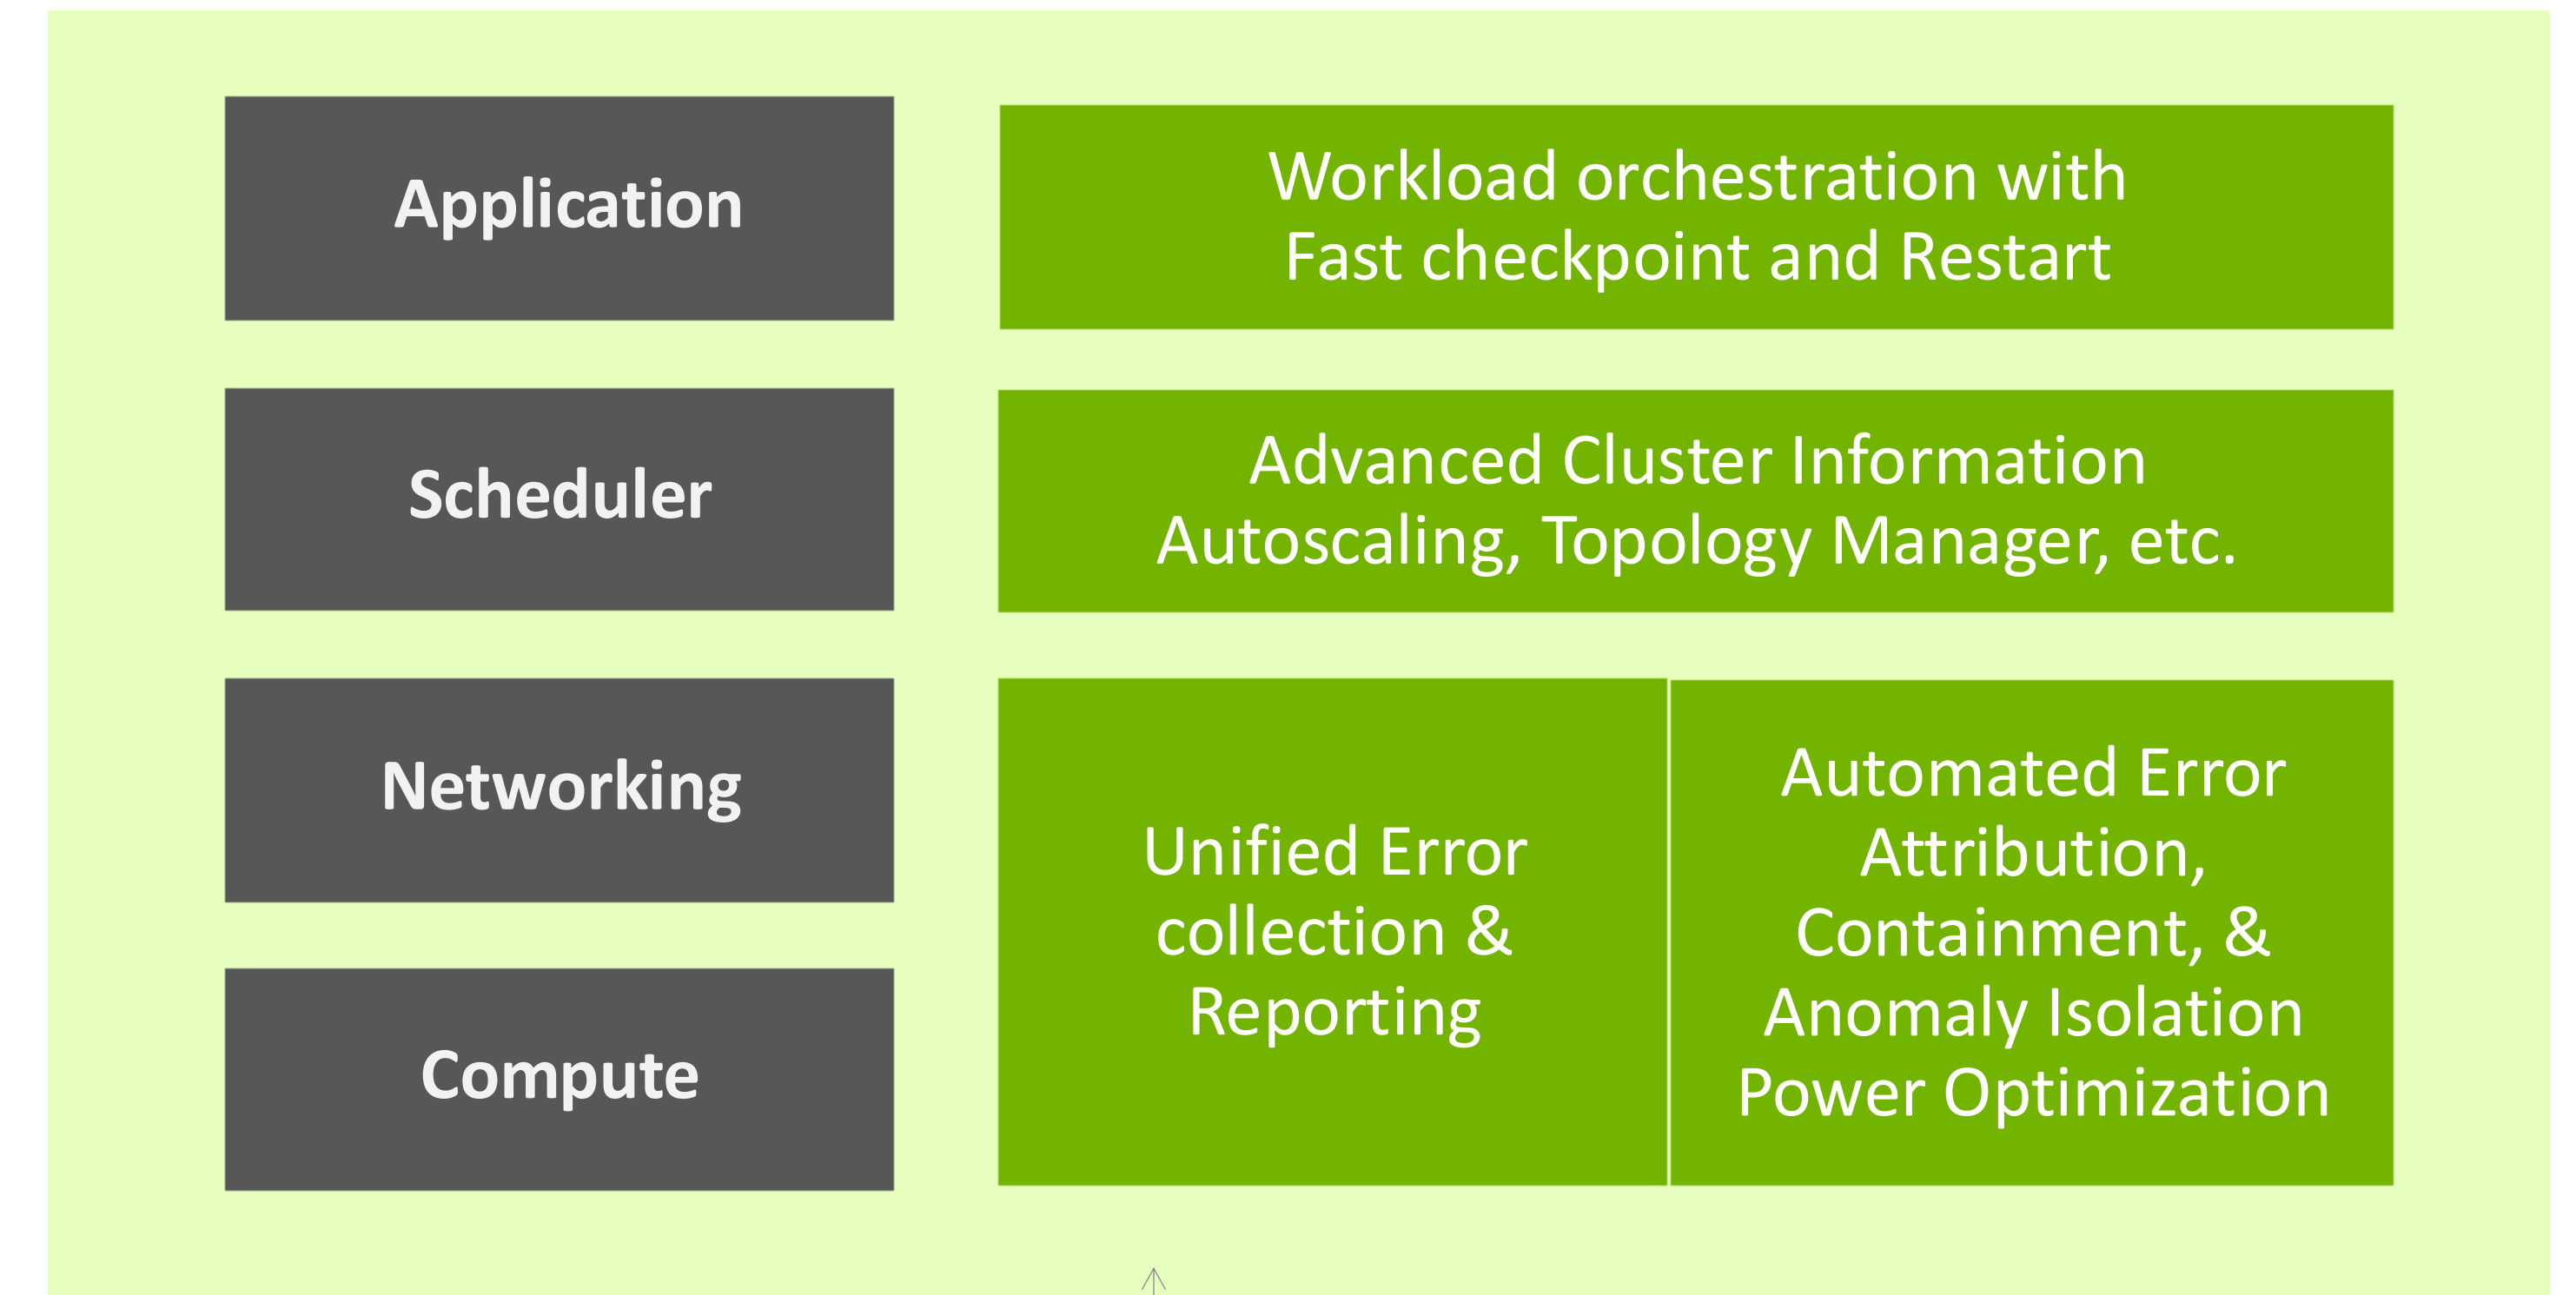 Application
Workload orchestration with
Fast checkpoint and Restart
Scheduler
Advanced Cluster Information
Autoscaling, Topology Manager, etc.
Networking
Compute
Unified Error
collection &
Reporting
Automated Error
Attribution,
Containment, &
Anomaly Isolation
Power Optimization